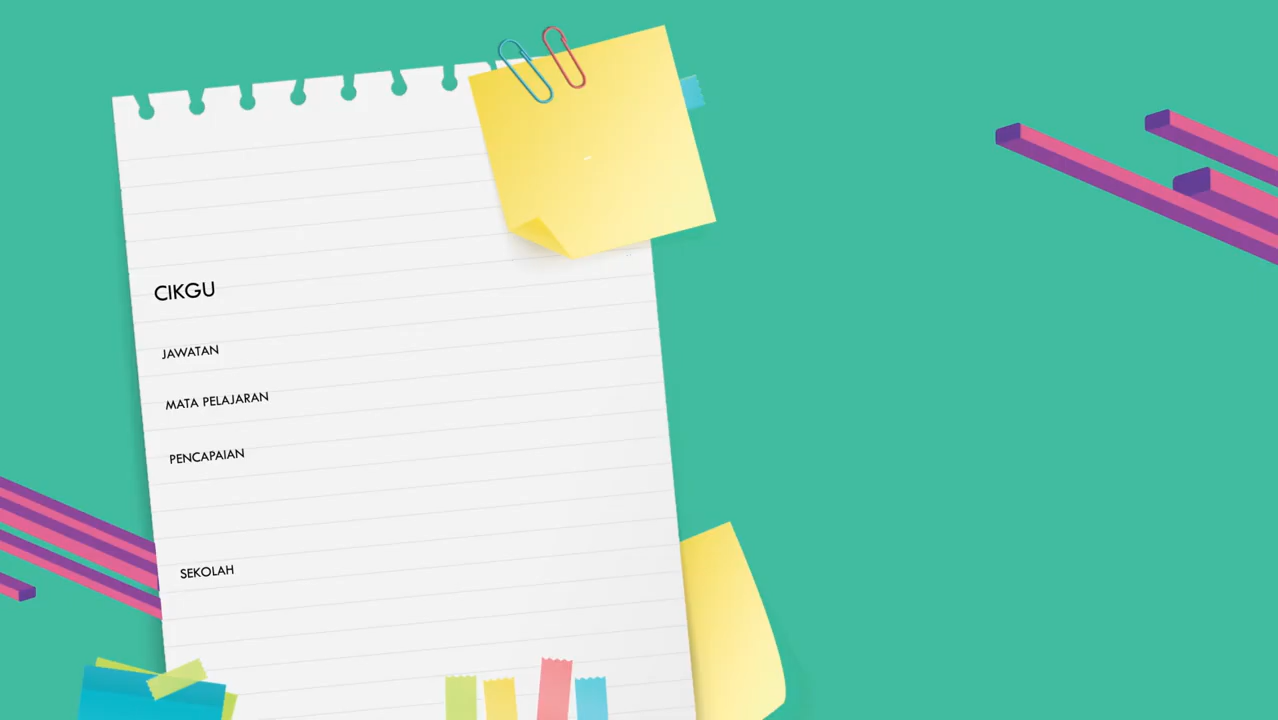 CIKGU
JAWATAN
MATA PELAJARAN
PENCAPAIAN
SEKOLAH